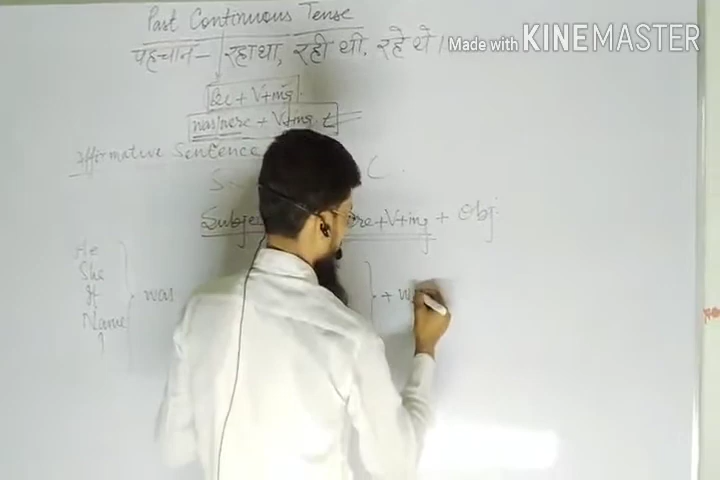 Past Continuous Tense
Made with KINEMASTER
पहचान- रहा था, रही थी, रहे थे।
Be + V+ing.
was/were + V+ing
Affirmative Sentence
S C.
+V+ing + Obj
He
She
It
Name
I
was
+